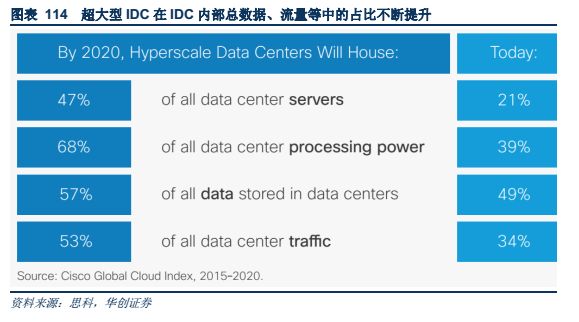 图表 114 超大型 IDC 在 IDC 内部总数据、流量等中的占比不断提升
By 2020, Hyperscale Data Centers Will House: Today:
47% of all data center servers 21%
68% of all data center processing power 39%
57% of all data stored in data centers 49%
53% of all data center traffic 34%
Source: Cisco Global Cloud Index, 2015–2020.
资料来源：思科，华创证券